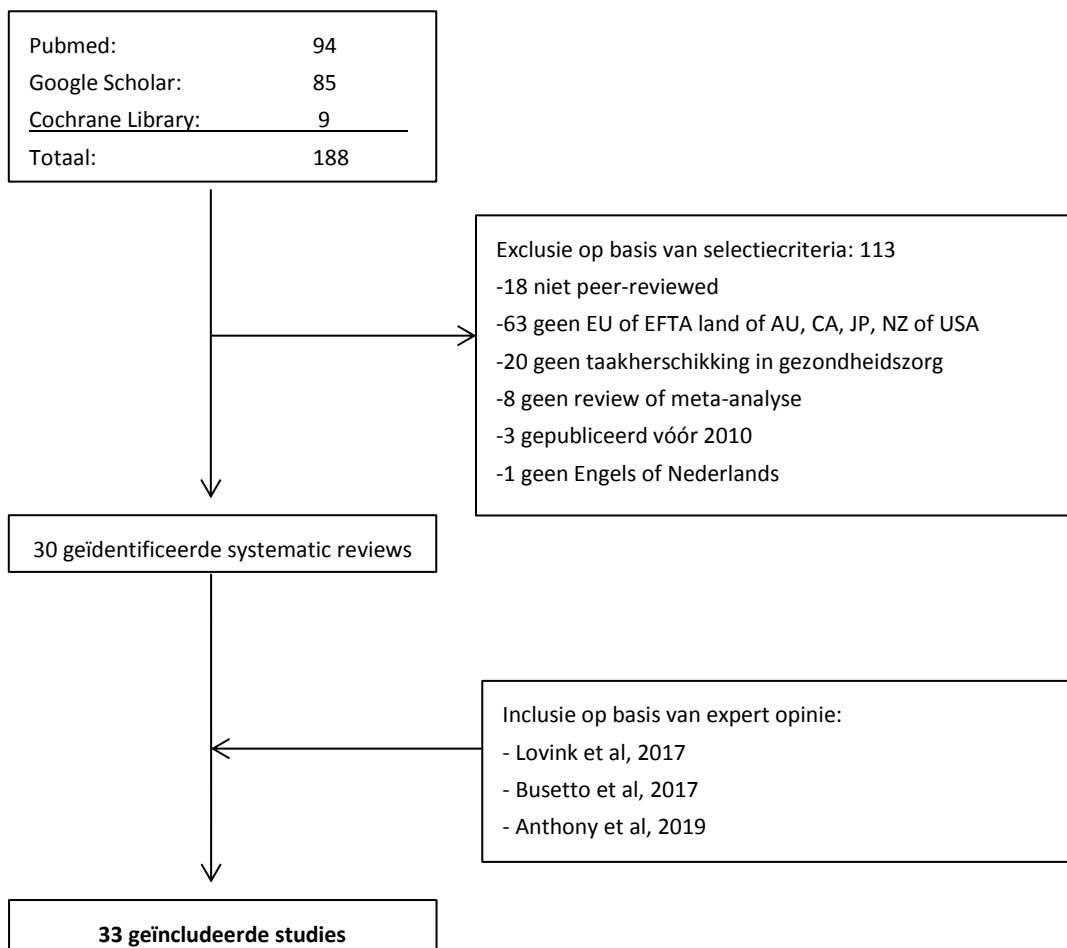 Pubmed: 94
Google Scholar: 85
Cochrane Library: 9
Totaal: 188
Exclusie op basis van selectiecriteria: 113
-18 niet peer-reviewed
-63 geen EU of EFTA land of AU, CA, JP, NZ of USA
-20 geen taakherschikking in gezondheidszorg
-8 geen review of meta-analyse
-3 gepubliceerd vóór 2010
-1 geen Engels of Nederlands
30 geïdentificeerde systematic reviews
Inclusie op basis van expert opinie:
- Lovink et al, 2017
- Busetto et al, 2017
- Anthony et al, 2019
33 geïncludeerde studies